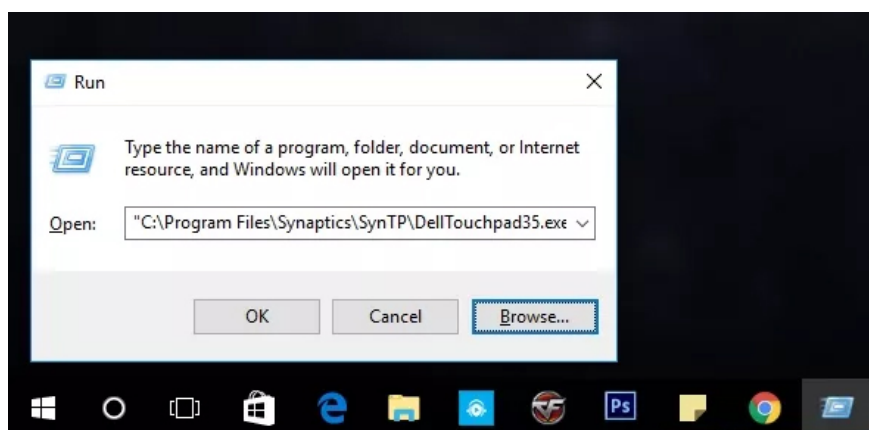 Run
Type the name of a program, folder, document, or Internet
resource, and Windows will open it for you.
Open: "C:\Program Files\Synaptics\SynTP\DellTouchpad35.exe
OK Cancel Browse...
Ps